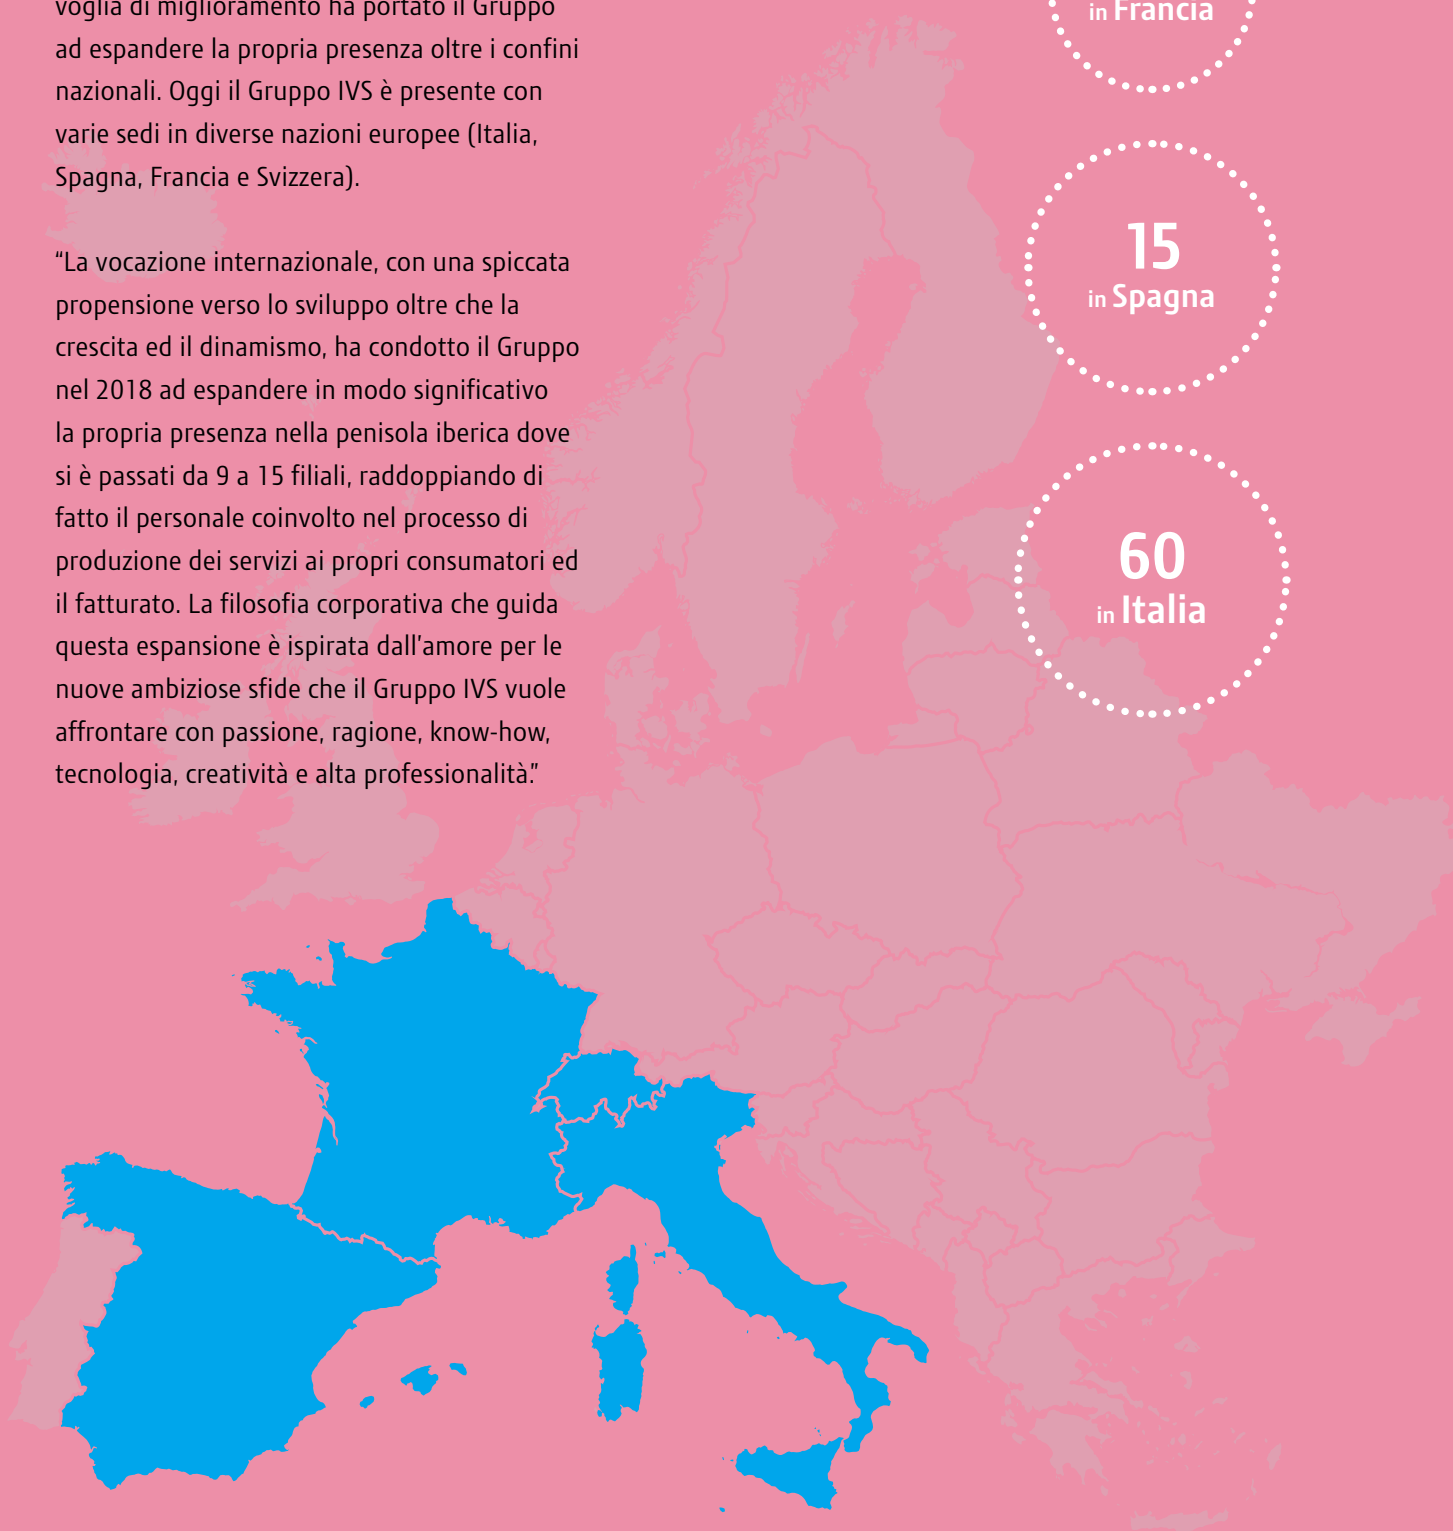 voglia di miglioramento ha portato il Gruppo
ad espandere la propria presenza oltre i confini
nazionali. Oggi il Gruppo IVS è presente con
varie sedi in diverse nazioni europee (Italia,
Spagna, Francia e Svizzera).
“La vocazione internazionale, con una spiccata
propensione verso lo sviluppo oltre che la
crescita ed il dinamismo, ha condotto il Gruppo
nel 2018 ad espandere in modo significativo
la propria presenza nella penisola iberica dove
si è passati da 9 a 15 filiali, raddoppiando di
fatto il personale coinvolto nel processo di
produzione dei servizi ai propri consumatori ed
il fatturato. La filosofia corporativa che guida
questa espansione è ispirata dall’amore per le
nuove ambiziose sfide che il Gruppo IVS vuole
affrontare con passione, ragione, know-how,
tecnologia, creatività e alta professionalità.”
in Francia
15
in Spagna
60
in Italia